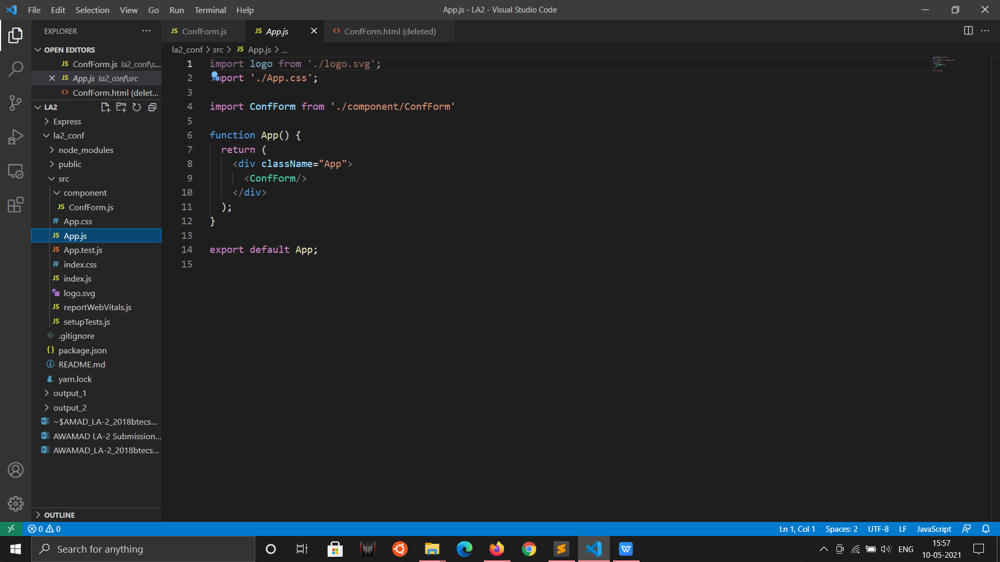 File Edit Selection View Go Run Terminal Help
App.js - LA2 - Visual Studio Code
EXPLORER
OPEN EDITORS
JS ConfForm.js la2_conf\s...
JS App.js la2_conf\src
<> ConfForm.html (delet...
LA2
Express
la2_conf
node_modules
public
src
component
JS ConfForm.js
# App.css
JS App.js
JS App.test.js
# index.css
JS index.js
logo.svg
JS reportWebVitals.js
JS setupTests.js
.gitignore
{} package.json
README.md
yarn.lock
output_1
output_2
~$AMAD_LA-2_2018btecs...
AWAMAD LA-2 Submission...
AWAMAD_LA-2_2018btecs...
OUTLINE
JS ConfForm.js
JS App.js
<> ConfForm.html (deleted)
la2_conf > src > JS App.js > ...
1 import logo from './logo.svg';
2 import './App.css';
3
4 import ConfForm from './component/ConfForm'
5
6 function App() {
7 return (
8 <div className="App">
9 <ConfForm/>
10 </div>
11 );
12 }
13
14 export default App;
15
0 0
Ln 1, Col 1 Spaces: 2 UTF-8 LF JavaScript
Search for anything
ENG
15:57
10-05-2021